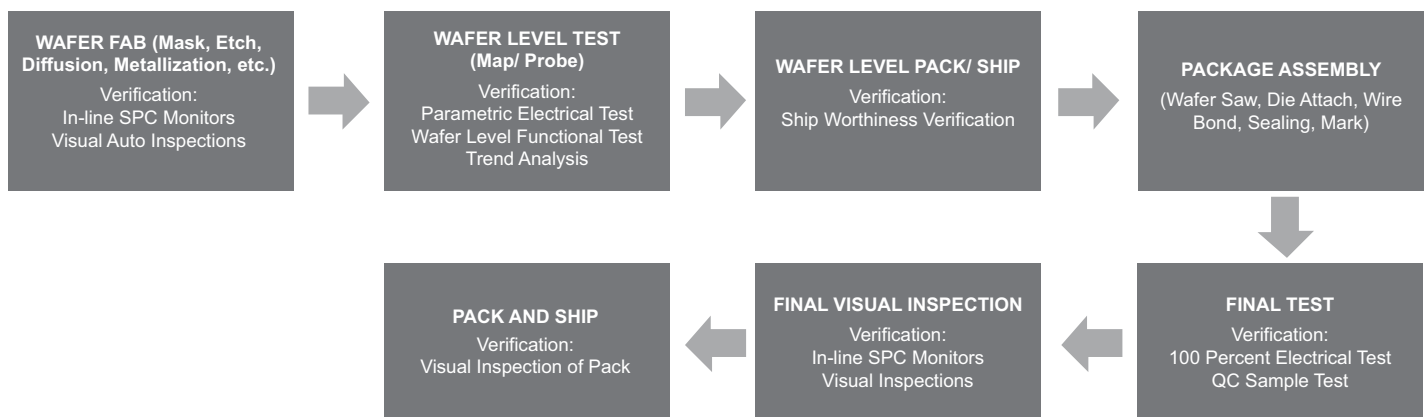 WAFER FAB (Mask, Etch,
Diffusion, Metallization, etc.)
Verification:
In-line SPC Monitors
Visual Auto Inspections
WAFER LEVEL TEST
(Map/ Probe)
Verification:
Parametric Electrical Test
Wafer Level Functional Test
Trend Analysis
WAFER LEVEL PACK/ SHIP
Verification:
Ship Worthiness Verification
PACKAGE ASSEMBLY
(Wafer Saw, Die Attach, Wire
Bond, Sealing, Mark)
FINAL TEST
Verification:
100 Percent Electrical Test
QC Sample Test
FINAL VISUAL INSPECTION
Verification:
In-line SPC Monitors
Visual Inspections
PACK AND SHIP
Verification:
Visual Inspection of Pack